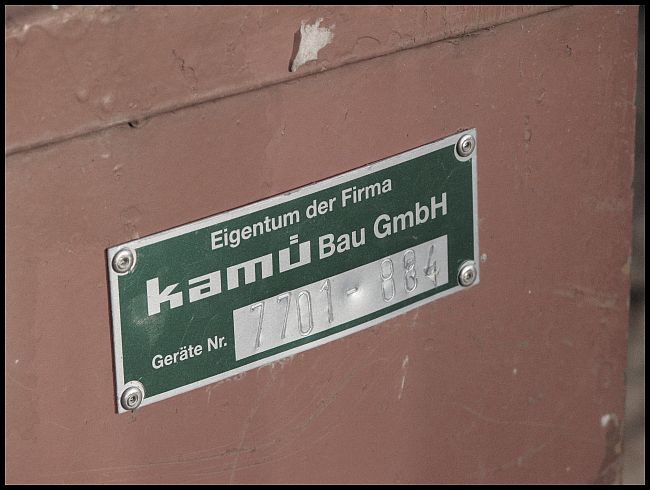 Eigentum der Firma
kamü Bau GmbH
Geräte Nr. 7701-884